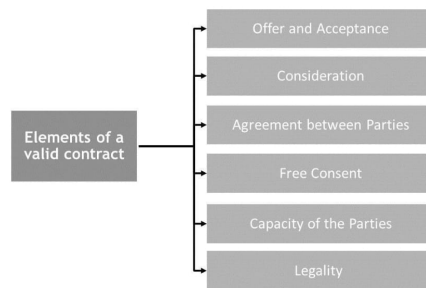 Elements of a
valid contract
Offer and Acceptance
Consideration
Agreement between Parties
Free Consent
Capacity of the Parties
Legality